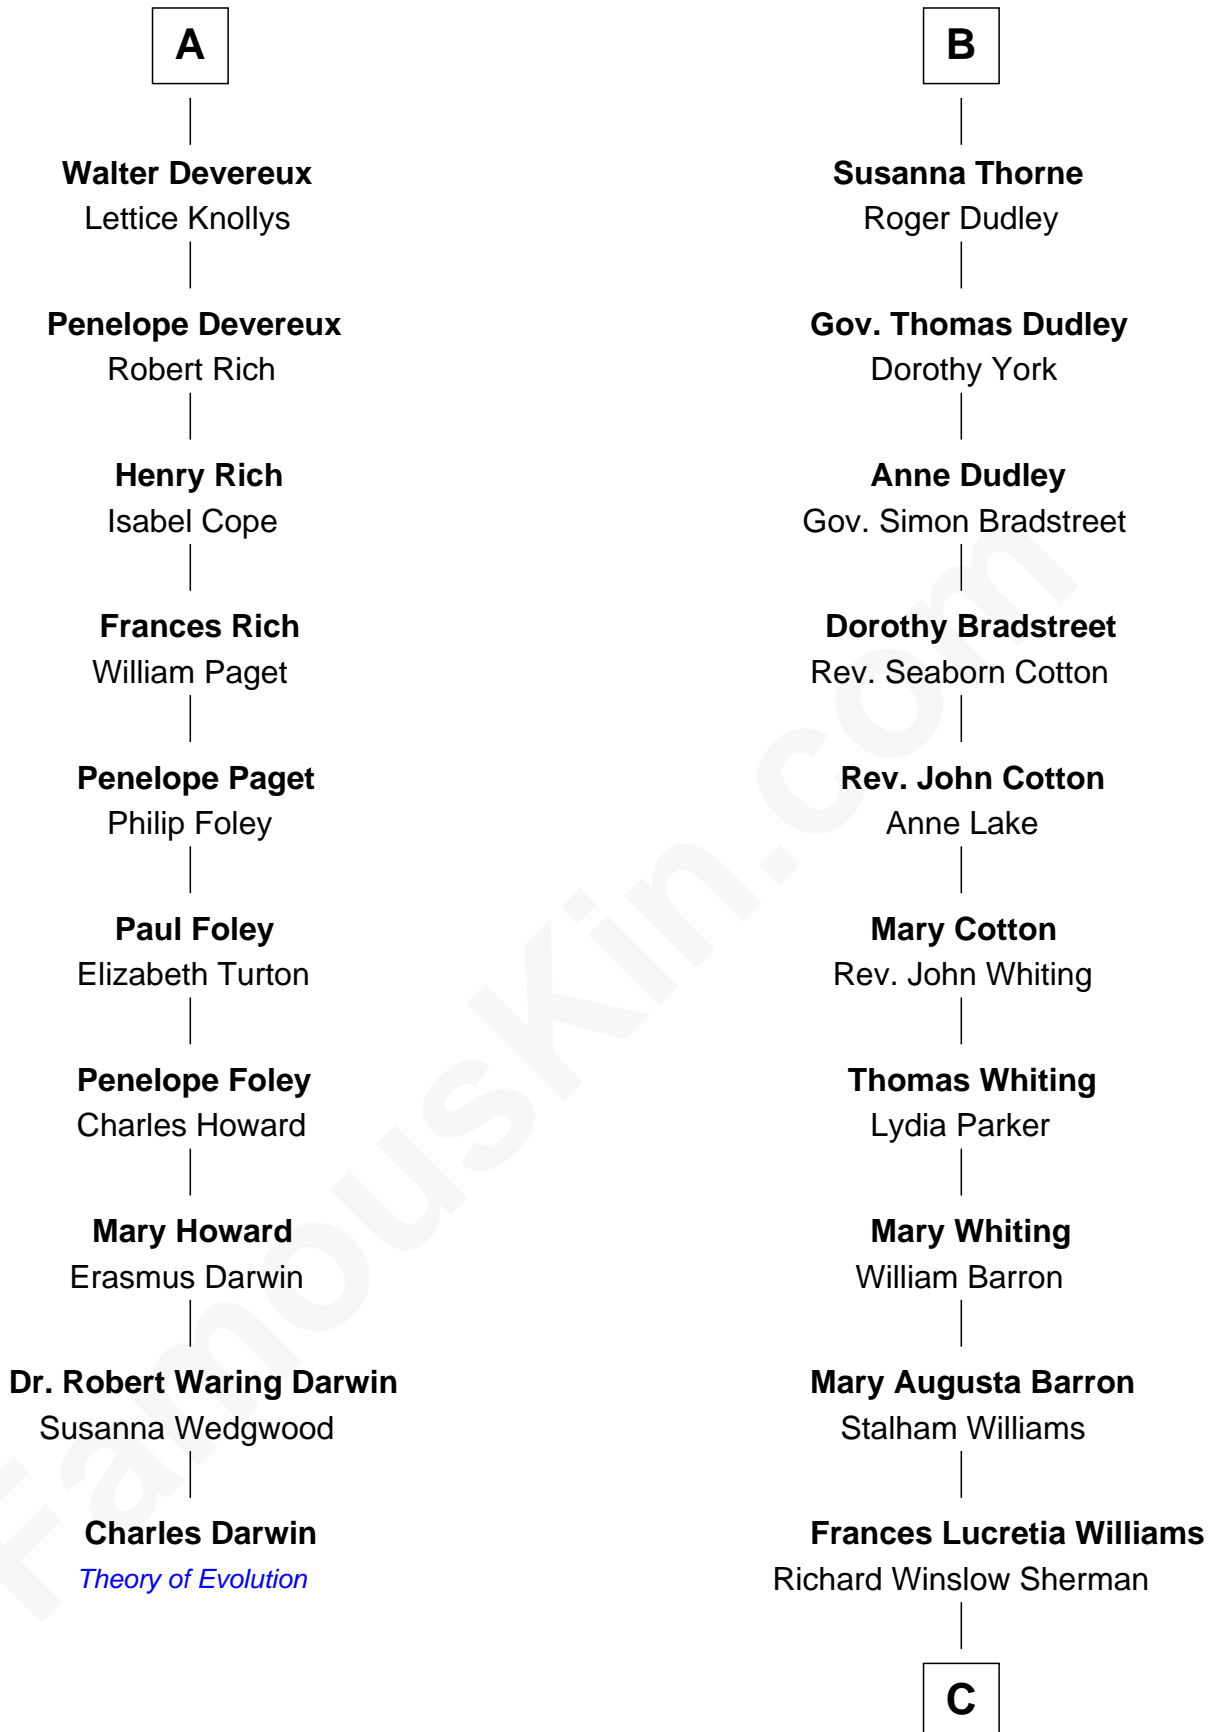 A
Walter Devereux
Lettice Knollys
Penelope Devereux
Robert Rich
Henry Rich
Isabel Cope
Frances Rich
William Paget
Penelope Paget
Philip Foley
Paul Foley
Elizabeth Turton
Penelope Foley
Charles Howard
Mary Howard
Erasmus Darwin
Dr. Robert Waring Darwin
Susanna Wedgwood
Charles Darwin
Theory of Evolution
B
Susanna Thorne
Roger Dudley
Gov. Thomas Dudley
Dorothy York
Anne Dudley
Gov. Simon Bradstreet
Dorothy Bradstreet
Rev. Seaborn Cotton
Rev. John Cotton
Anne Lake
Mary Cotton
Rev. John Whiting
Thomas Whiting
Lydia Parker
Mary Whiting
William Barron
Mary Augusta Barron
Stalham Williams
Frances Lucretia Williams
Richard Winslow Sherman
C
FamousKin.com